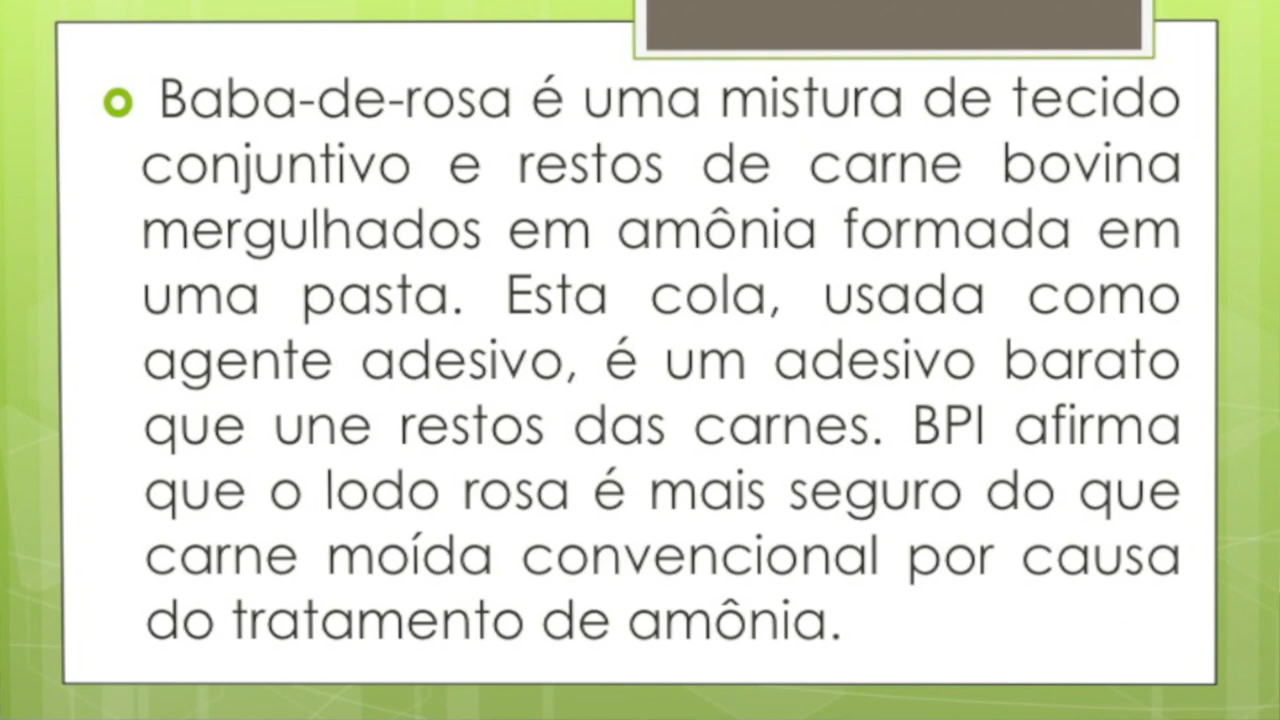 Baba-de-rosa é uma mistura de tecido
conjuntivo e restos de carne bovina
mergulhados em amônia formada em
uma pasta. Esta cola, usada como
agente adesivo, é um adesivo barato
que une restos das carnes. BPI afirma
que o lodo rosa é mais seguro do que
carne moída convencional por causa
do tratamento de amônia.